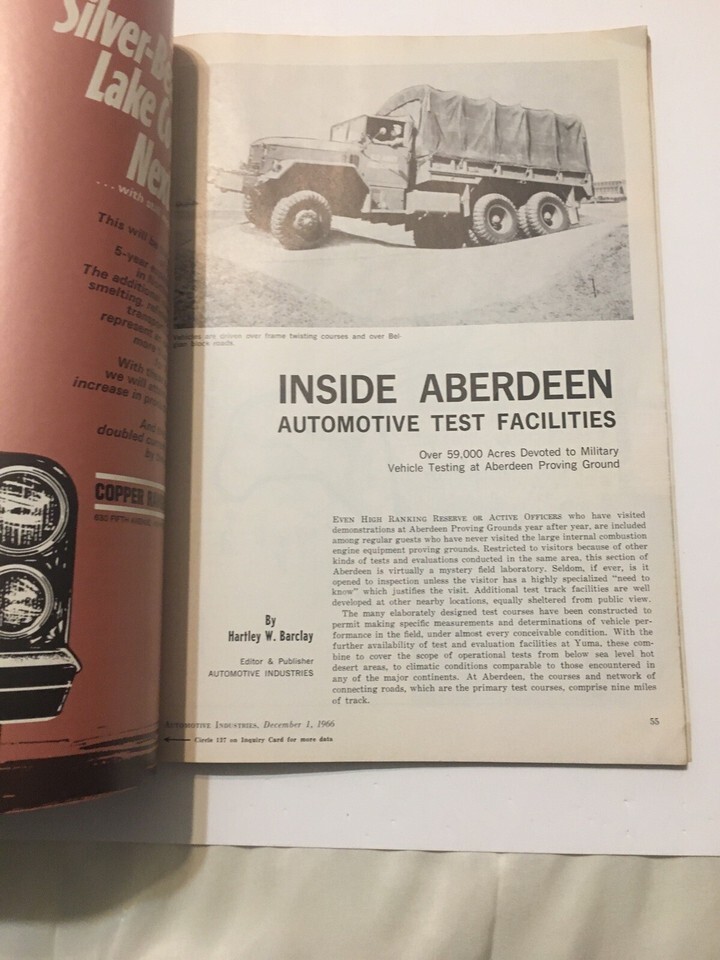 Silver-Be
Lake C
Nex
... with
This will be
5-year
The additional
smelting,
represent
more
With
we will
increase in
And
doubled
by
COPPER RA
630 FIFTH AVENUE
Vehicles are driven over frame twisting courses and over Bel-
gian block roads.
INSIDE ABERDEEN
AUTOMOTIVE TEST FACILITIES
Over 59,000 Acres Devoted to Military
Vehicle Testing at Aberdeen Proving Ground
By
Hartley W. Barclay
Editor & Publisher
AUTOMOTIVE INDUSTRIES
EVEN HIGH RANKING RESERVE OR ACTIVE OFFICERS who have visited
demonstrations at Aberdeen Proving Grounds year after year, are included
among regular guests who have never visited the large internal combustion
engine equipment proving grounds. Restricted to visitors because of other
kinds of tests and evaluations conducted in the same area, this section of
Aberdeen is virtually a mystery field laboratory. Seldom, if ever, is it
opened to inspection unless the visitor has a highly specialized "need to
know" which justifies the visit. Additional test track facilities are well
developed at other nearby locations, equally sheltered from public view.
The many elaborately designed test courses have been constructed to
permit making specific measurements and determinations of vehicle per-
formance in the field, under almost every conceivable condition. With the
further availability of test and evaluation facilities at Yuma, these com-
bine to cover the scope of operational tests from below sea level hot
desert areas, to climatic conditions comparable to those encountered in
any of the major continents. At Aberdeen, the courses and network of
connecting roads, which are the primary test courses, comprise nine miles
of track.
AUTOMOTIVE INDUSTRIES, December 1, 1966
55
Circle 137 on Inquiry Card for more data